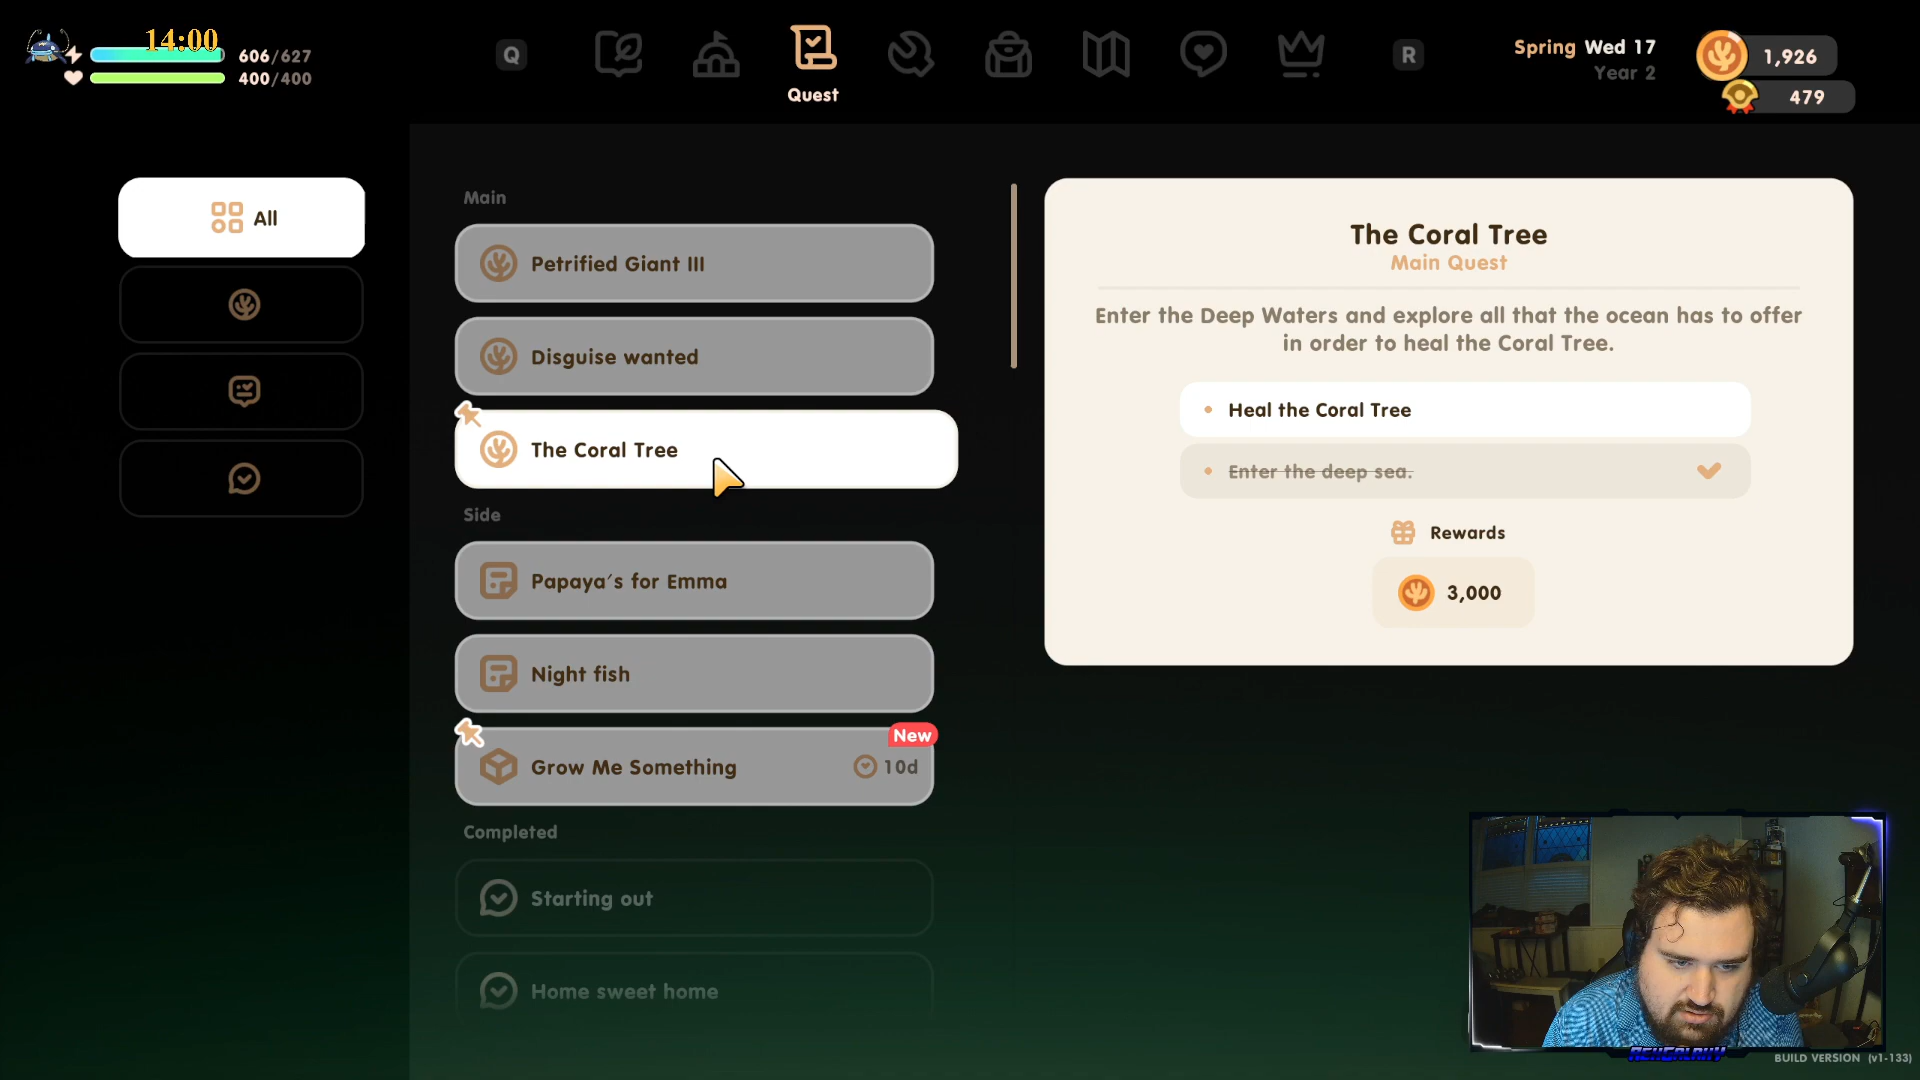 14:00
606/627
400/400
Q
Quest
R
Spring Wed 17
Year 2
1,926
479
All
Main
Petrified Giant III
Disguise wanted
The Coral Tree
Side
Papaya's for Emma
Night fish
New
Grow Me Something
10d
Completed
Starting out
Home sweet home
The Coral Tree
Main Quest
Enter the Deep Waters and explore all that the ocean has to offer
in order to heal the Coral Tree.
Heal the Coral Tree
Enter the deep sea.
Rewards
3,000
BUILD VERSION (v1-133)